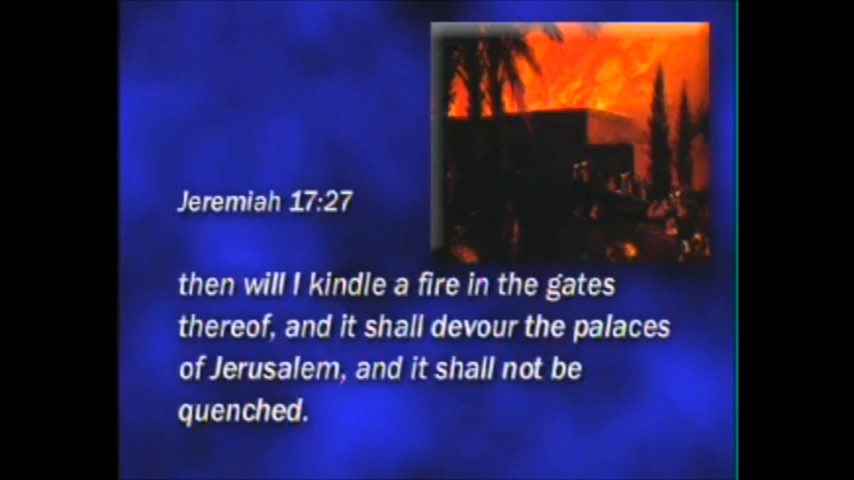 Jeremiah 17:27
then will I kindle a fire in the gates
thereof, and it shall devour the palaces
of Jerusalem, and it shall not be
quenched.